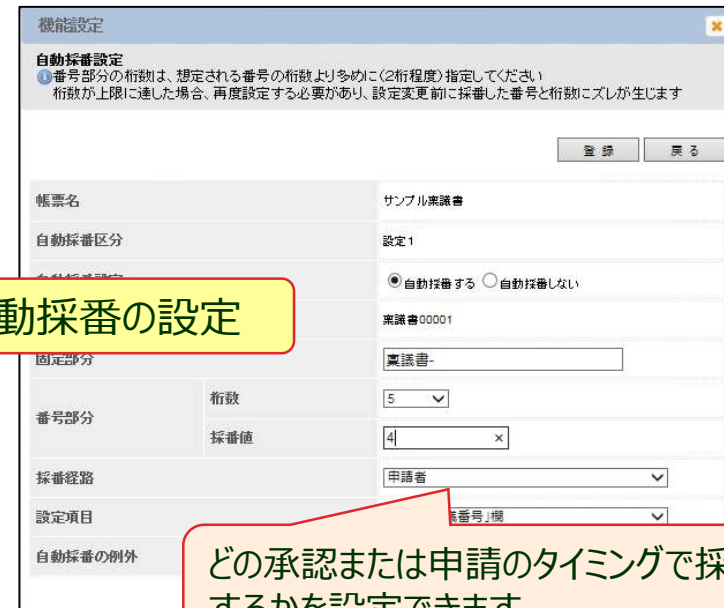 機能設定
自動採番設定
番号部分の桁数は、想定される番号の桁数より多めに(2桁程度)指定してください
桁数が上限に達した場合、再度設定する必要があり、設定変更前に採番した番号と桁数にズレが生じます
登録 戻る
帳票名 サンプル稟議書
自動採番区分 設定1
自動採番する 自動採番しない
動採番の設定
稟議書00001
固定部分 稟議書-
番号部分 桁数 5
採番値 4
採番経路 申請者
設定項目 番号」欄
自動採番の例外
どの承認または申請のタイミングで採
するかを設定できます